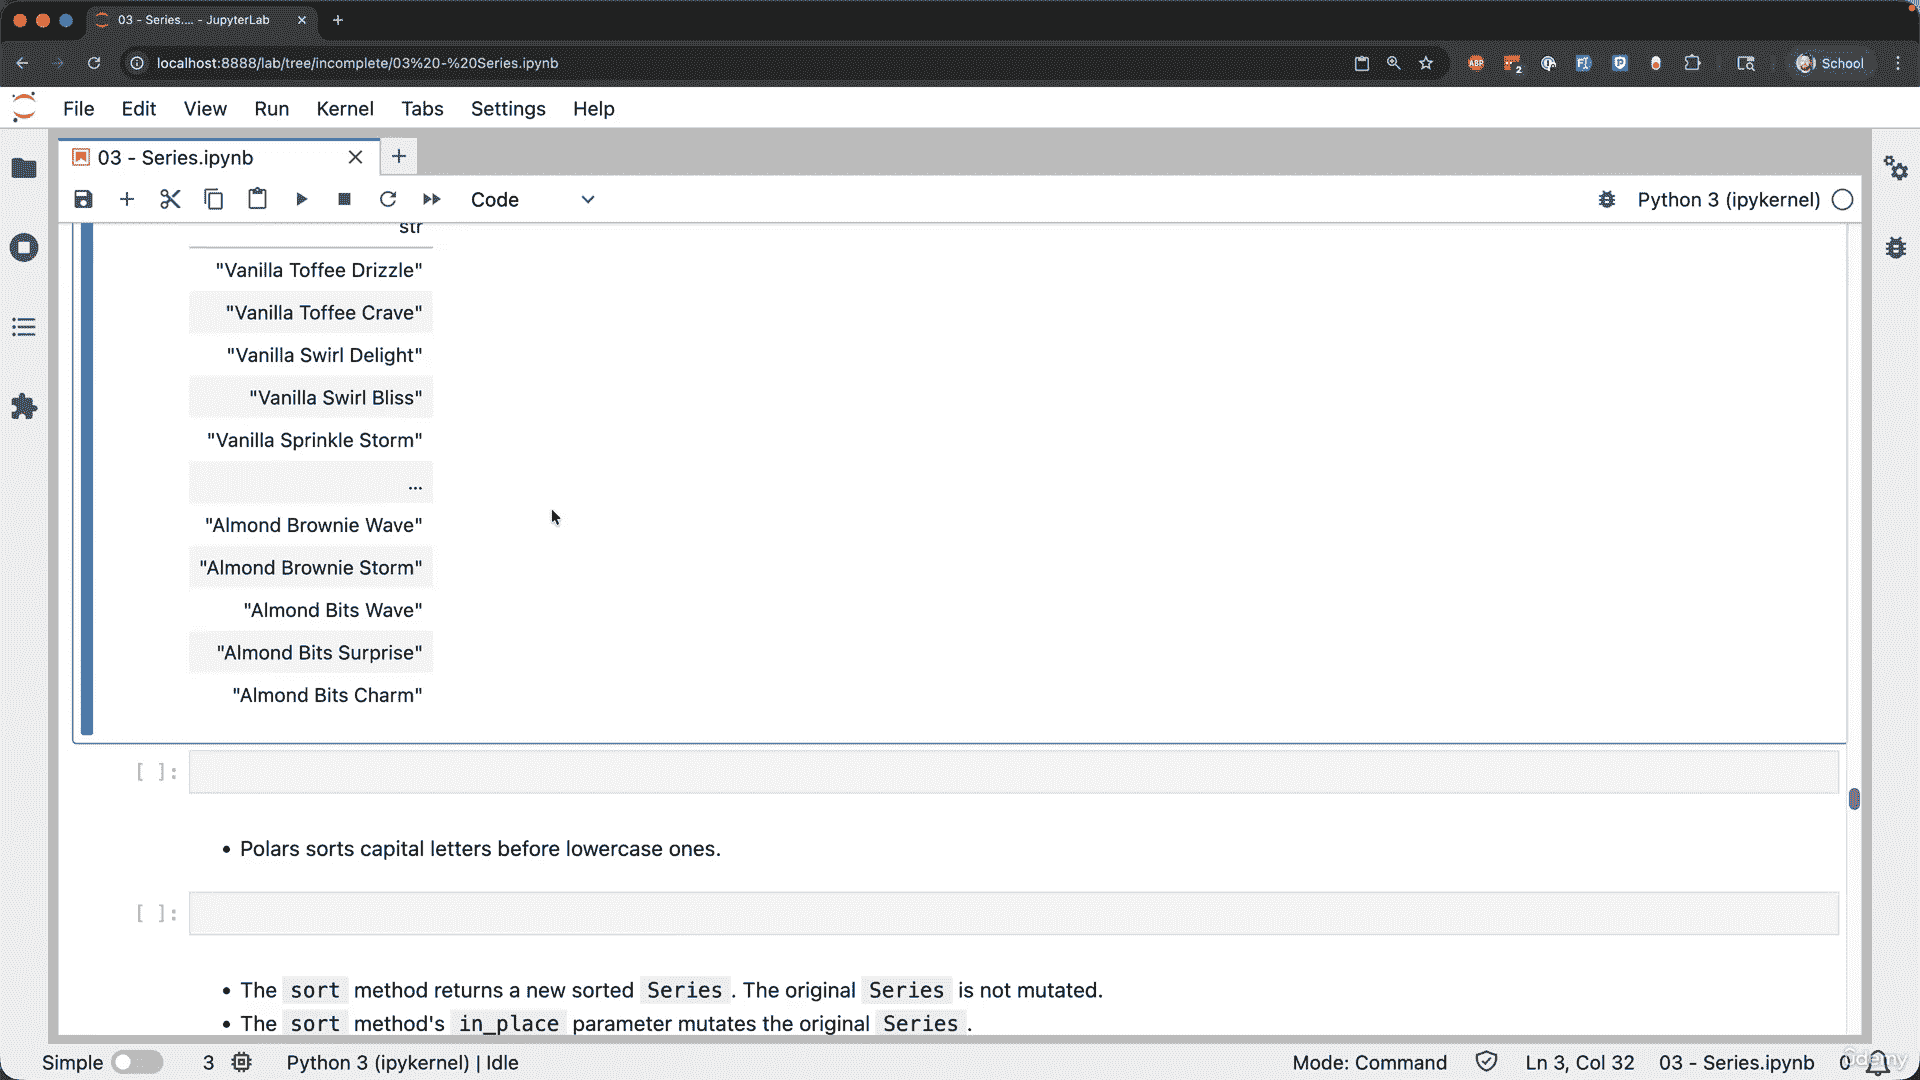 03 - Series.... - JupyterLab
localhost:8888/lab/tree/incomplete/03%20-%20Series.ipynb
ABP
2
School
File Edit View Run Kernel Tabs Settings Help
03 - Series.ipynb
Code
Python 3 (ipykernel)
str
"Vanilla Toffee Drizzle"
"Vanilla Toffee Crave"
"Vanilla Swirl Delight"
"Vanilla Swirl Bliss"
"Vanilla Sprinkle Storm"
...
"Almond Brownie Wave"
"Almond Brownie Storm"
"Almond Bits Wave"
"Almond Bits Surprise"
"Almond Bits Charm"
[ ]:
• Polars sorts capital letters before lowercase ones.
[ ]:
• The sort method returns a new sorted Series. The original Series is not mutated.
• The sort method's in_place parameter mutates the original Series.
Simple 3 Python 3 (ipykernel) | Idle Mode: Command Ln 3, Col 32 03 - Series.ipynb 0
ûdemy